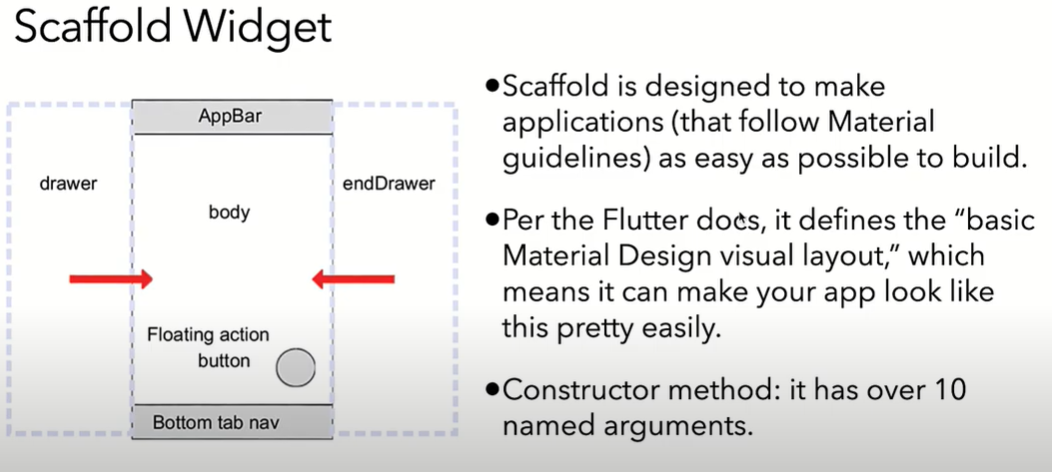 Scaffold Widget
AppBar
drawer
endDrawer
body
Floating action
button
Bottom tab nav
●Scaffold is designed to make
applications (that follow Material
guidelines) as easy as possible to build.
●Per the Flutter docs, it defines the “basic
Material Design visual layout,” which
means it can make your app look like
this pretty easily.
●Constructor method: it has over 10
named arguments.